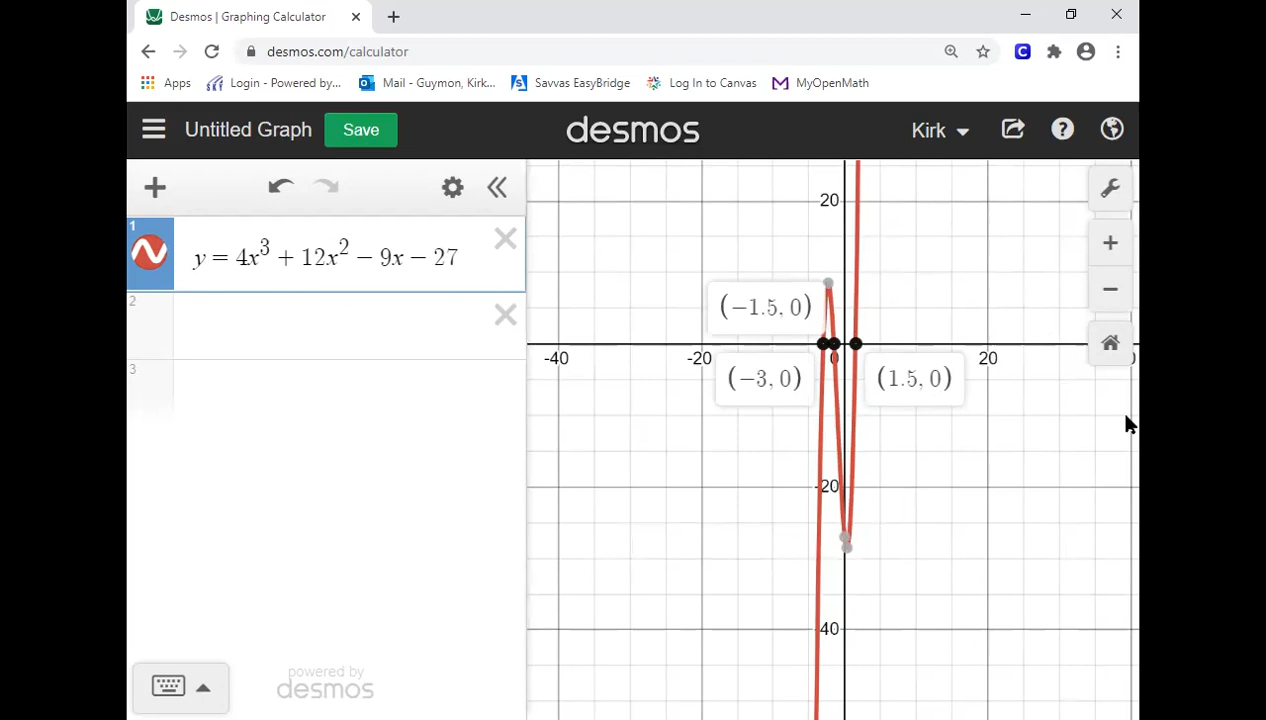 Desmos | Graphing Calculator
desmos.com/calculator
Apps Login - Powered by... Mail - Guymon, Kirk... Savvas EasyBridge Log In to Canvas MyOpenMath
Untitled Graph Save desmos Kirk
1
y = 4x³ + 12x² − 9x − 27
2
3
powered by
desmos
20
(−1.5, 0)
-40 -20 0 20
(−3, 0) (1.5, 0)
-20
-40